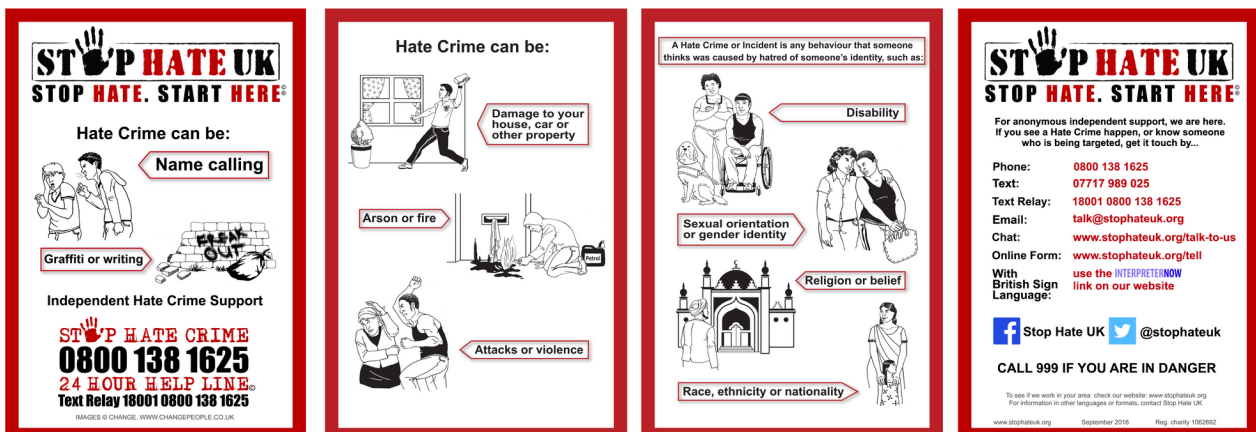 STOP HATE UK
STOP HATE. START HERE®
Hate Crime can be:
Name calling
FREAK
OUT
Graffiti or writing
Independent Hate Crime Support
STOP HATE CRIME
0800 138 1625
24 HOUR HELP LINE©
Text Relay 18001 0800 138 1625
IMAGES © CHANGE. WWW.CHANGEPEOPLE.CO.UK
Hate Crime can be:
Damage to your
house, car or
other property
Arson or fire
Petrol
Attacks or violence
A Hate Crime or Incident is any behaviour that someone
thinks was caused by hatred of someone's identity, such as:
Disability
Sexual orientation
or gender identity
Religion or belief
Race, ethnicity or nationality
STOP HATE UK
STOP HATE. START HERE®
For anonymous independent support, we are here.
If you see a Hate Crime happen, or know someone
who is being targeted, get it touch by...
Phone: 0800 138 1625
Text: 07717 989 025
Text Relay: 18001 0800 138 1625
Email: talk@stophateuk.org
Chat: www.stophateuk.org/talk-to-us
Online Form: www.stophateuk.org/tell
With use the INTERPRETERNOW
British Sign link on our website
Language:
Stop Hate UK @stophateuk
CALL 999 IF YOU ARE IN DANGER
To see if we work in your area check our website: www stophateuk org
For information in other languages or formats, contact Stop Hate UK
www.stophateuk.org September 2016 Reg. charity 1062692